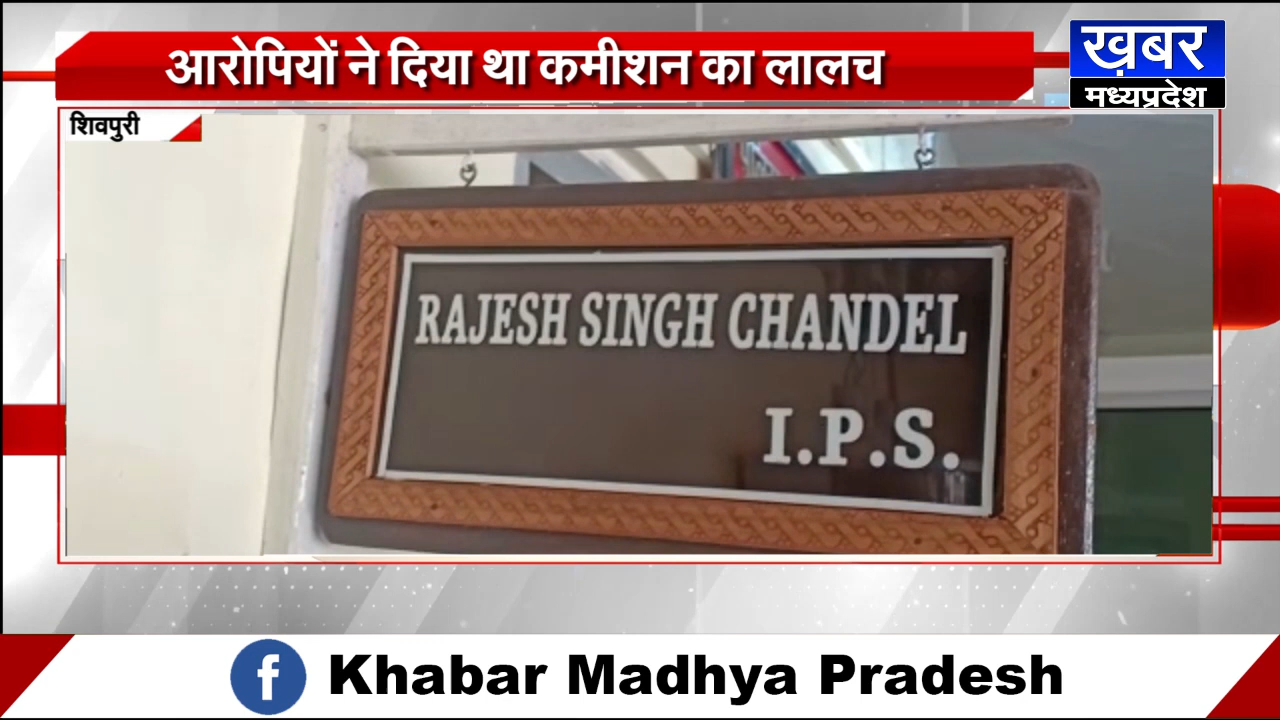 आरोपियों ने दिया था कमीशन का लालच
ख़बर
मध्यप्रदेश
शिवपुरी
RAJESH SINGH CHANDEL
I.P.S.
f Khabar Madhya Pradesh